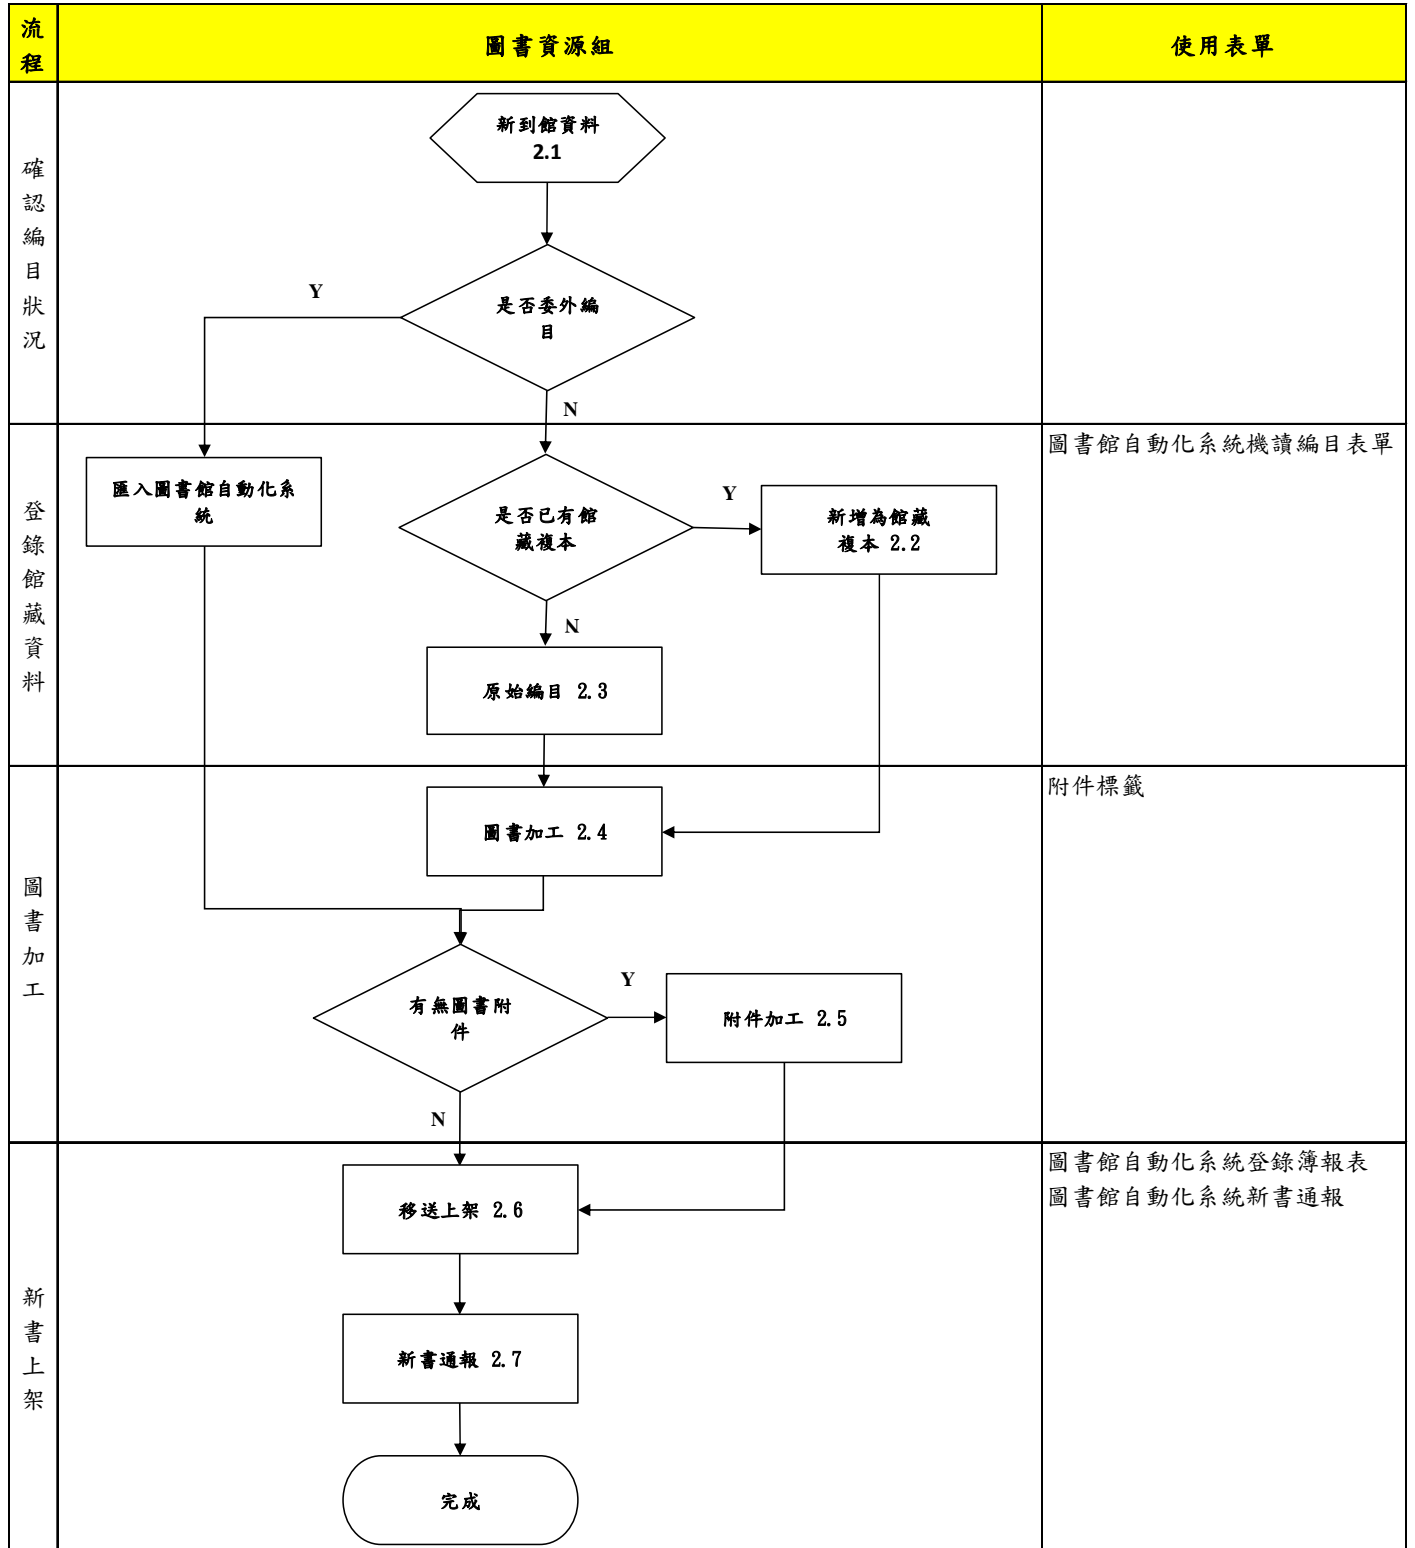 流
程
圖書資源組
使用表單
確
認
編
目
狀
況
新到館資料
2.1
是否委外編
目
Y
N
登
錄
館
藏
資
料
匯入圖書館自動化系
統
是否已有館
藏複本
Y
新增為館藏
複本 2.2
N
原始編目 2.3
圖書館自動化系統機讀編目表單
圖
書
加
工
圖書加工 2.4
有無圖書附
件
Y
附件加工 2.5
N
附件標籤
新
書
上
架
移送上架 2.6
新書通報 2.7
完成
圖書館自動化系統登錄簿報表
圖書館自動化系統新書通報